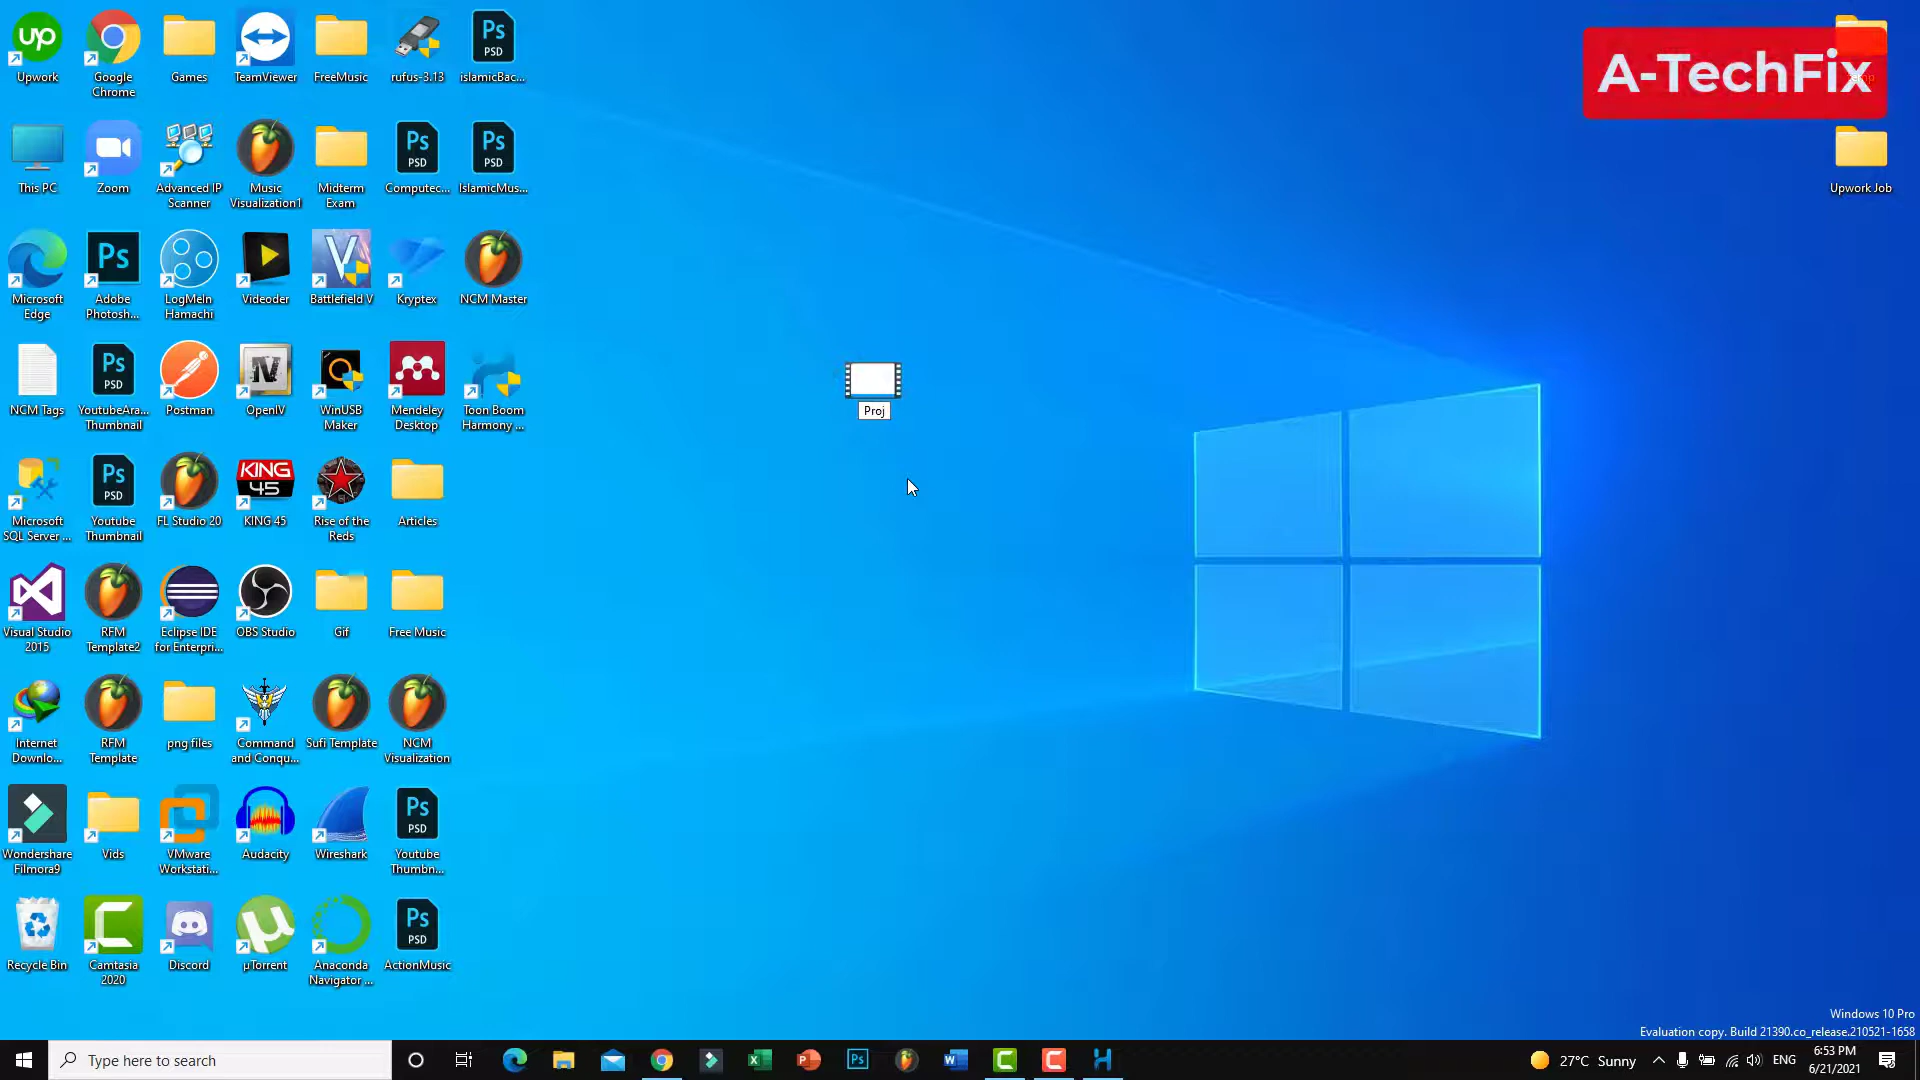 Upwork
Google
Chrome
Games
TeamViewer
FreeMusic
rufus-3.13
islamicBac...
A-TechFix
This PC
Zoom
Advanced IP
Scanner
Music
Visualization1
Midterm
Exam
Computec...
IslamicMus...
Upwork Job
Microsoft
Edge
Adobe
Photosh...
LogMeIn
Hamachi
Videoder
Battlefield V
Kryptex
NCM Master
NCM Tags
YoutubeAra...
Thumbnail
Postman
OpenIV
WinUSB
Maker
Mendeley
Desktop
Toon Boom
Harmony ...
Proj
Microsoft
SQL Server ...
Youtube
Thumbnail
FL Studio 20
KING
45
KING 45
Rise of the
Reds
Articles
Visual Studio
2015
RFM
Template2
Eclipse IDE
for Enterpri...
OBS Studio
Gif
Free Music
Internet
Downlo...
RFM
Template
png files
Command
and Conqu...
Sufi Template
NCM
Visualization
Wondershare
Filmora9
Vids
VMware
Workstati...
Audacity
Wireshark
Youtube
Thumbn...
Recycle Bin
Camtasia
2020
Discord
µTorrent
Anaconda
Navigator ...
ActionMusic
Windows 10 Pro
Evaluation copy. Build 21390.co_release.210521-1658
Type here to search
27°C Sunny
ENG
6:53 PM
6/21/2021